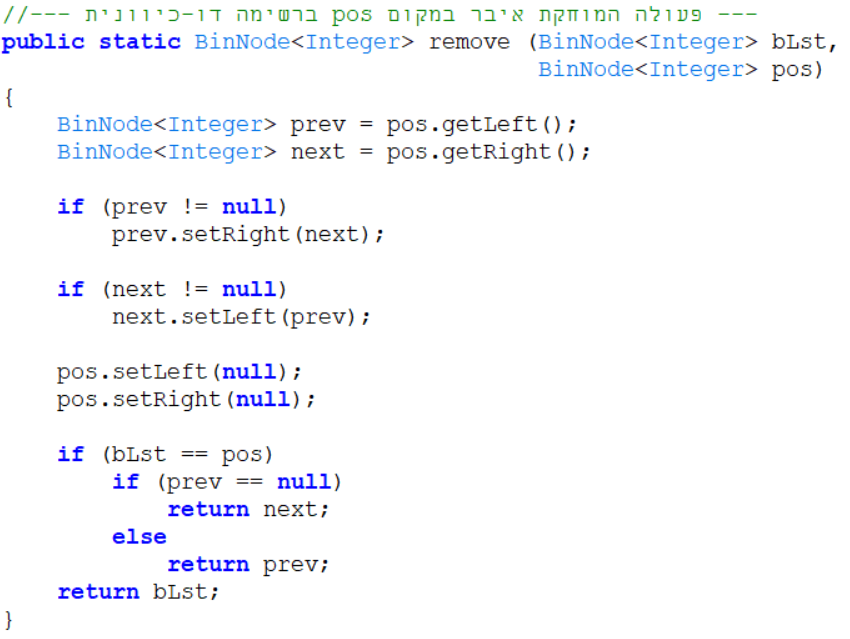 //--- פעולה המוחקת איבר במקום pos ברשימה דו-כיוונית ---
public static BinNode<Integer> remove (BinNode<Integer> bLst,
                                       BinNode<Integer> pos)
{
    BinNode<Integer> prev = pos.getLeft();
    BinNode<Integer> next = pos.getRight();

    if (prev != null)
        prev.setRight(next);

    if (next != null)
        next.setLeft(prev);

    pos.setLeft(null);
    pos.setRight(null);

    if (bLst == pos)
        if (prev == null)
            return next;
        else
            return prev;
    return bLst;
}